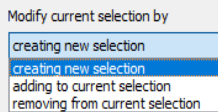 Modify current selection by
creating new selection
creating new selection
adding to current selection
removing from current selection